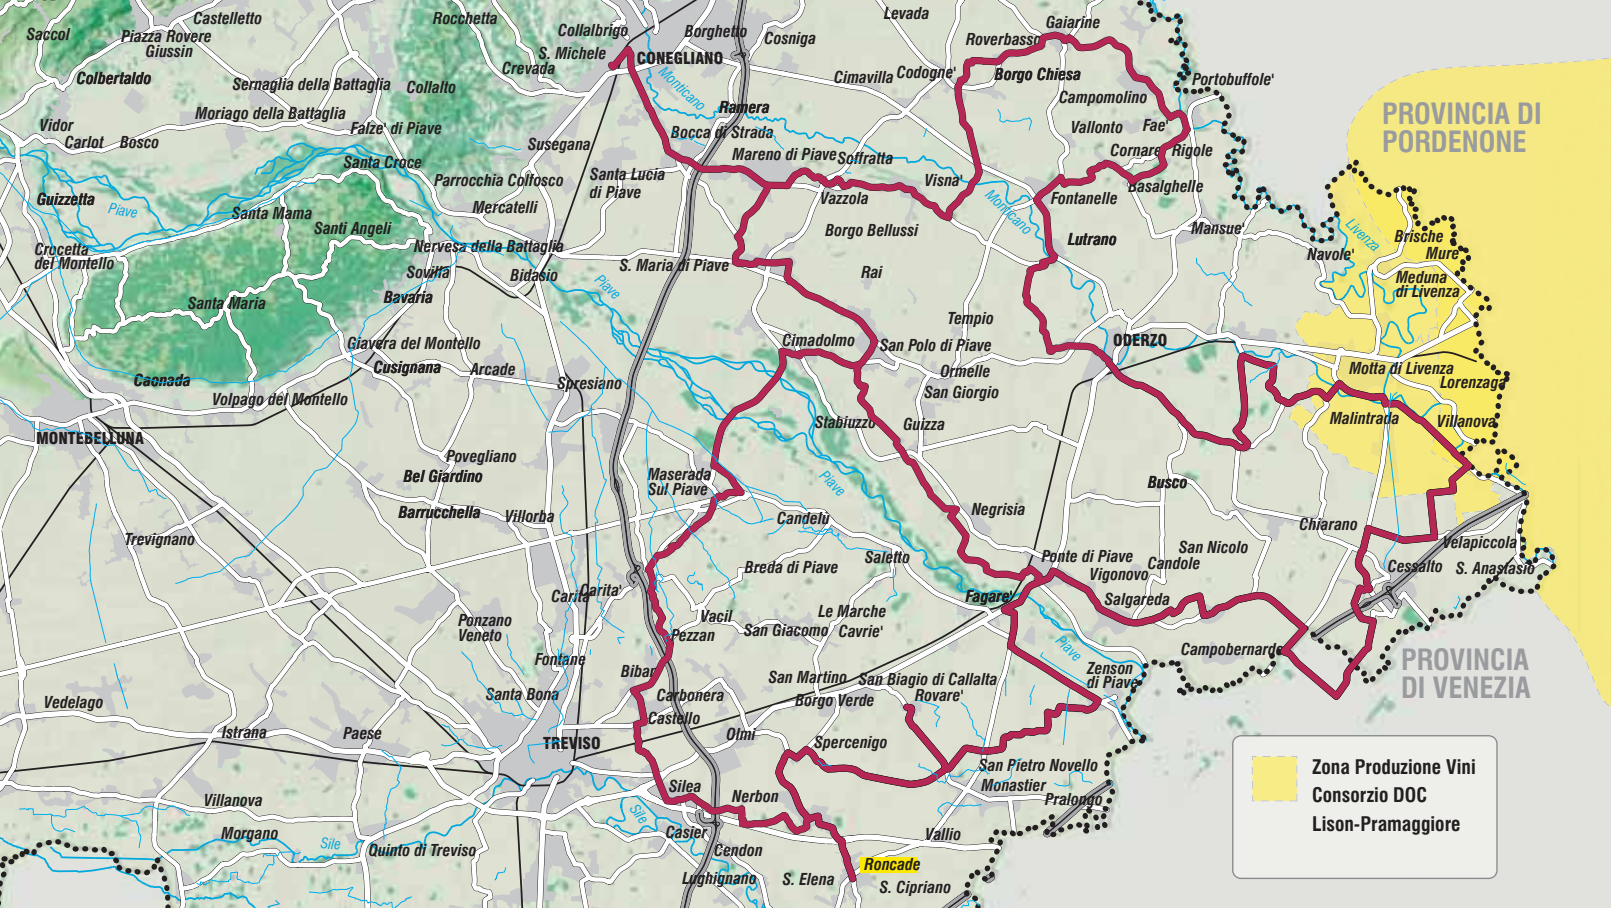 Saccol
Castelletto
Piazza Rovere
Giussin
Colbertaldo
Sernaglia della Battaglia
Moriago della Battaglia
Collalto
Rocchetta
Collalbrigo
S. Michele
Crevada
CONEGLIANO
Borghetto
Cosniga
Levada
Cimavilla
Codogne'
Roverbasso
Gaiarine
Borgo Chiesa
Campomolino
Portobuffole'
PROVINCIA DI
PORDENONE
Vidor
Carlot
Bosco
Falze' di Piave
Susegana
Monticano
Ramera
Bocca di Strada
Mareno di Piave
Soffratta
Vallonto
Fae'
Cornare
Rigole
Basalghelle
Santa Croce
Guizzetta
Piave
Santa Mama
Santi Angeli
Parrocchia Colfosco
Mercatelli
Santa Lucia
di Piave
Vazzola
Visna'
Monticano
Fontanelle
Borgo Bellussi
Lutrano
Mansue'
Livenza
Navole'
Brische
Mure
Meduna
di Livenza
Crocetta
del Montello
Nervesa della Battaglia
Sovilla
Bidasio
Bavaria
Santa Maria
Piave
S. Maria di Piave
Rai
Tempio
Giavera del Montello
Cusignana
Arcade
Spresiano
Cimadolmo
San Polo di Piave
Ormelle
San Giorgio
ODERZO
Motta di Livenza
Lorenzaga
Caonada
Volpago del Montello
MONTEBELLUNA
Stabiuzzo
Guizza
Malintrada
Villanova
Povegliano
Bel Giardino
Barrucchella
Villorba
Maserada
Sul Piave
Piave
Busco
Trevignano
Candelu
Negrisia
Chiarano
Velapiccola
Cessalto
S. Anastasio
Breda di Piave
Saletto
Ponte di Piave
Vigonovo
San Nicolo
Candole
Salgareda
Carita'
Carita'
Fagare'
Ponzano
Veneto
Vacil
Pezzan
San Giacomo
Le Marche
Cavrie'
Piave
Campobernardo
PROVINCIA
DI VENEZIA
Fontane
Biban
Santa Bona
Carbonera
San Martino
Borgo Verde
San Biagio di Callalta
Rovare'
Zenson
di Piave
Vedelago
Istrana
Paese
TREVISO
Castello
Olmi
Spercenigo
San Pietro Novello
Monastier
Pralongo
Silea
Nerbon
Villanova
Morgano
Sile
Quinto di Treviso
Sile
Casier
Cendon
Lughignano
S. Elena
Roncade
S. Cipriano
Vallio
Zona Produzione Vini
Consorzio DOC
Lison-Pramaggiore